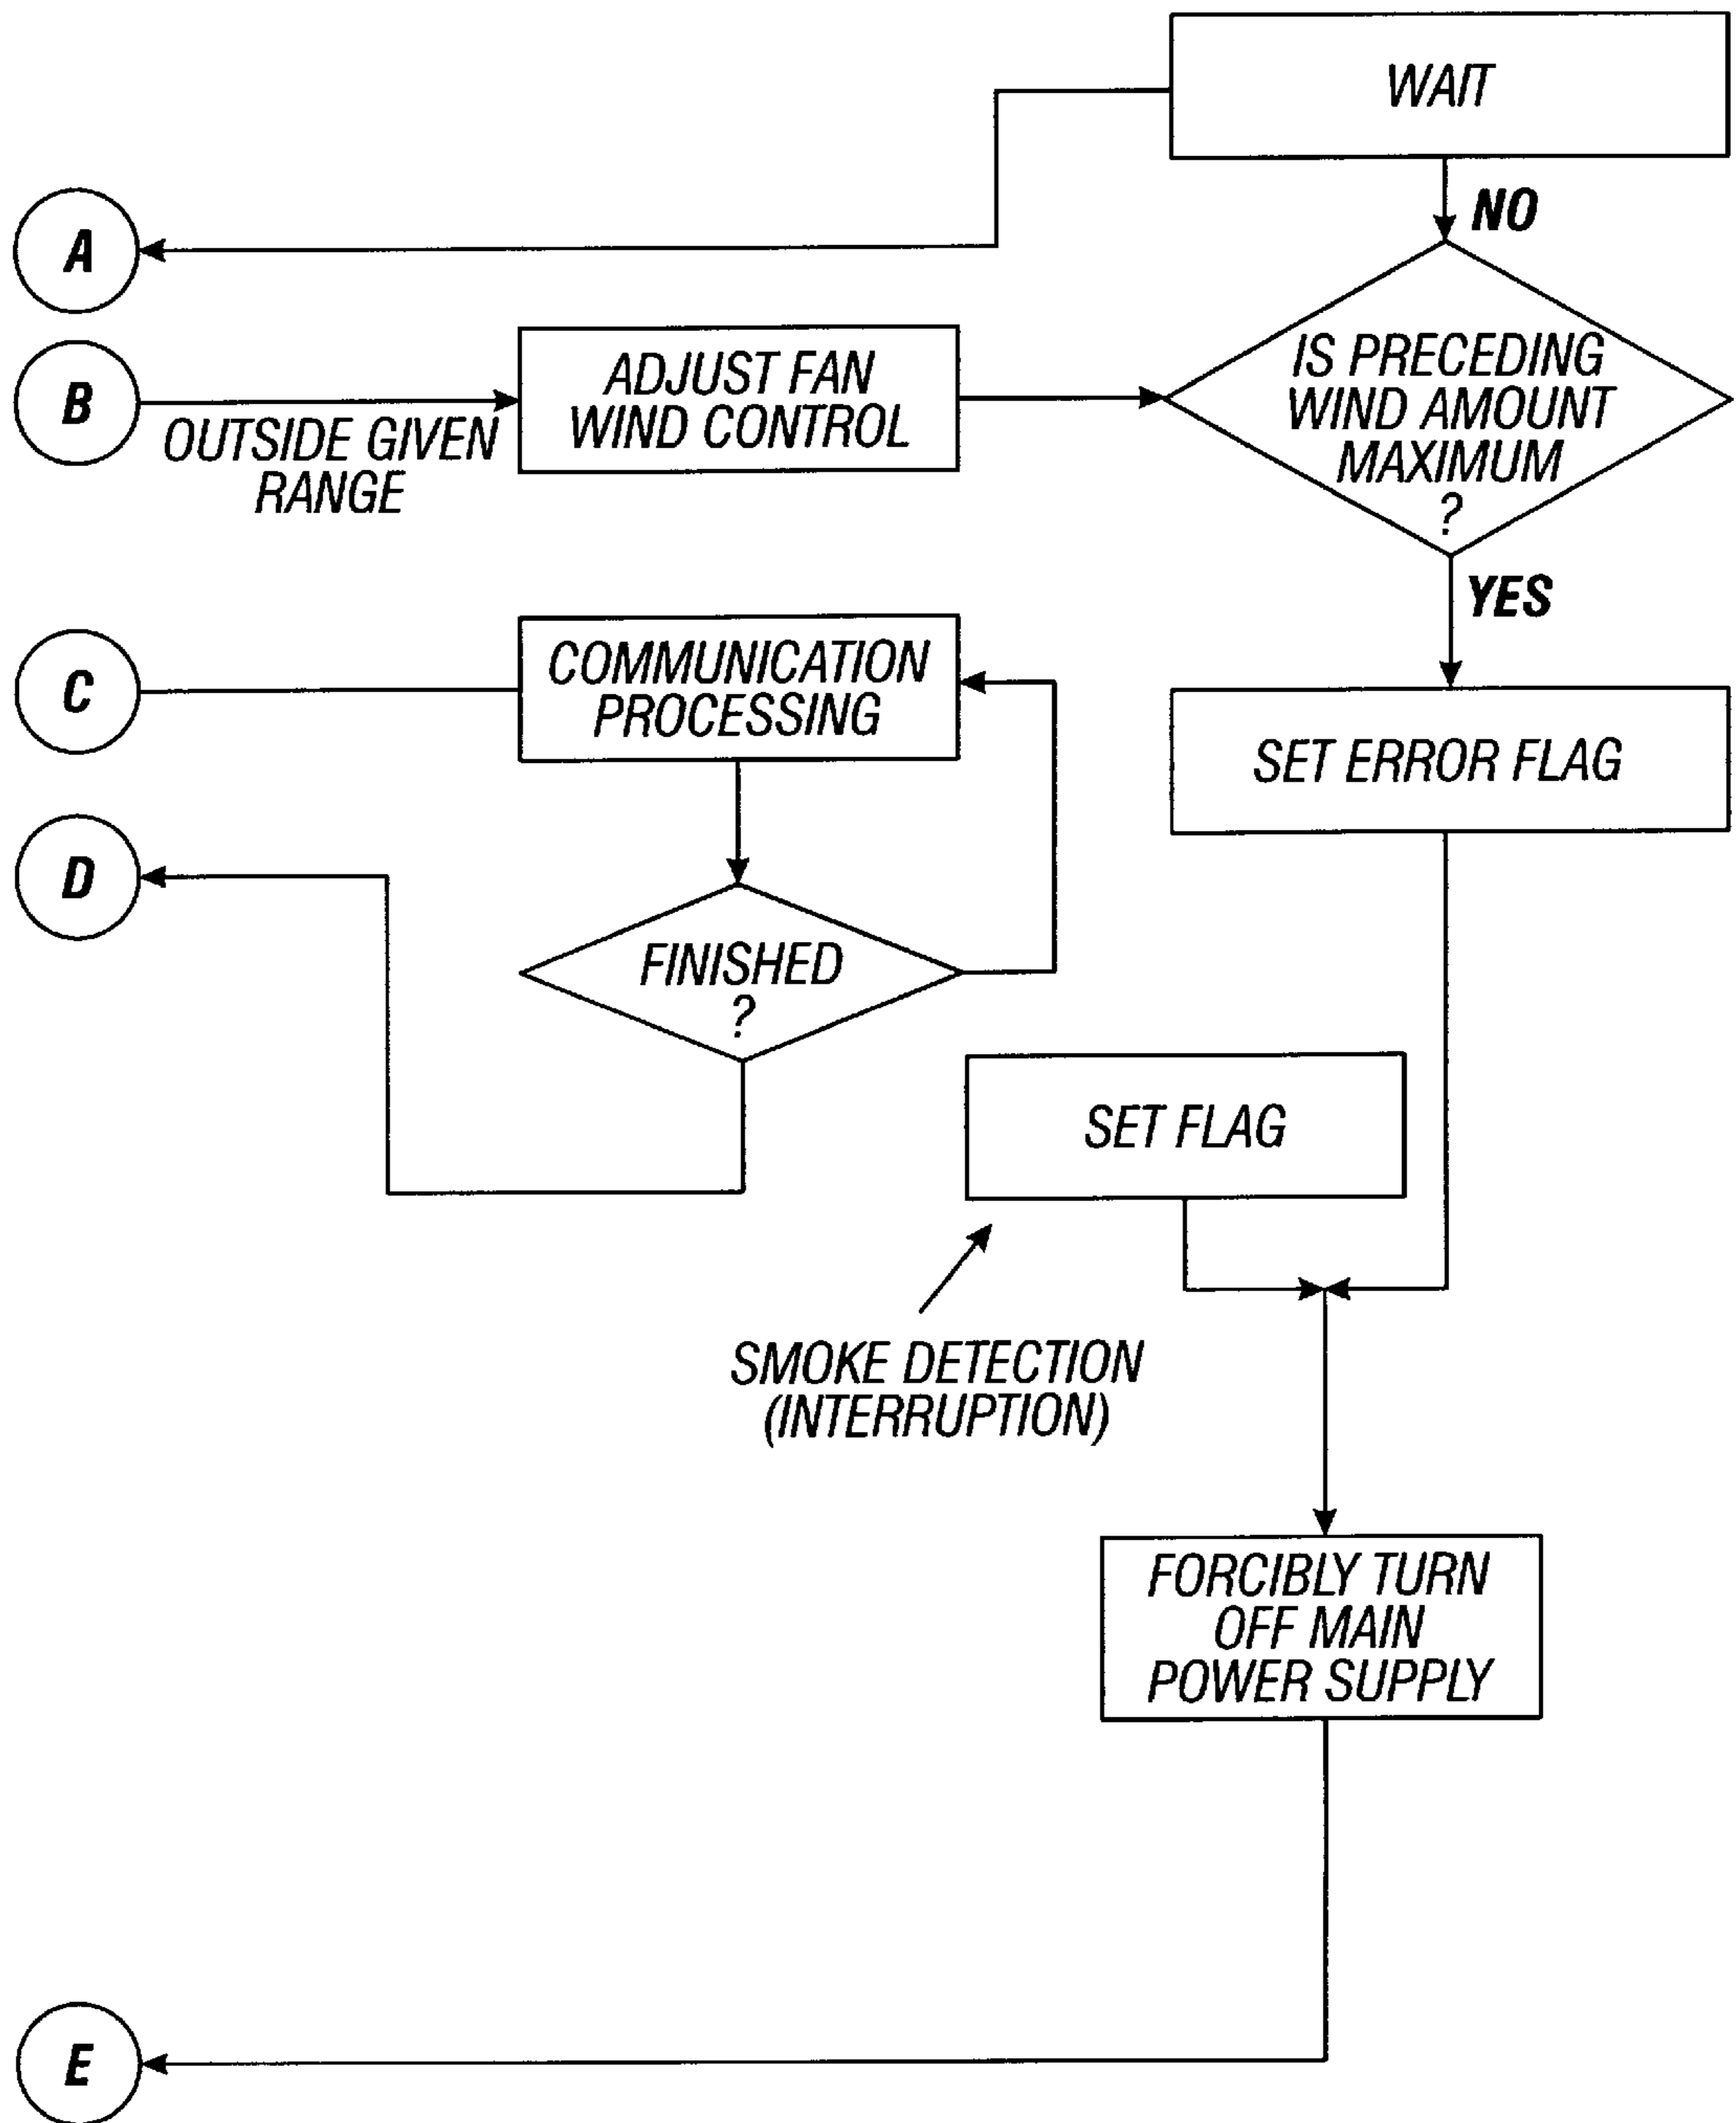 WAIT
NO
A
IS PRECEDING
WIND AMOUNT
MAXIMUM
?
B
OUTSIDE GIVEN
RANGE
ADJUST FAN
WIND CONTROL
YES
C
COMMUNICATION
PROCESSING
SET ERROR FLAG
D
FINISHED
?
SET FLAG
SMOKE DETECTION
(INTERRUPTION)
FORCIBLY TURN
OFF MAIN
POWER SUPPLY
E